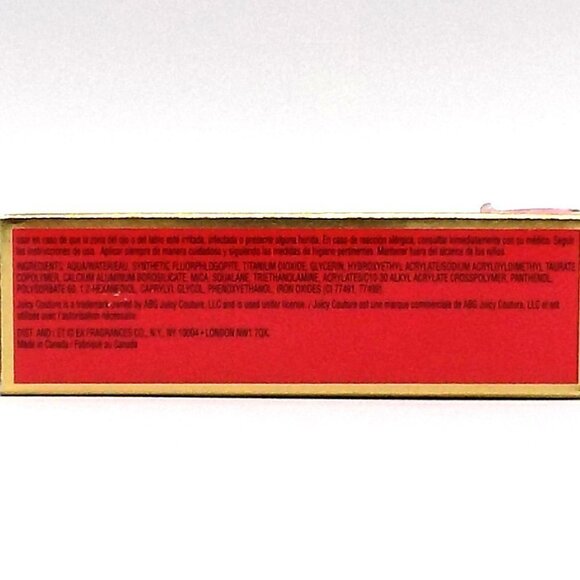 usar en caso de que la zona del ojo o del labio esté irritada, infectada o presente alguna herida. En caso de reacción alérgica, consultar inmediatamente con su médico. Seguir
las instrucciones de uso. Aplicar siempre de manera cuidadosa y siguiendo las medidas de higiene pertinentes. Mantener fuera del alcance de los niños.
INGREDIENTS: AQUA/WATER/EAU, SYNTHETIC FLUORPHLOGOPITE, TITANIUM DIOXIDE, GLYCERIN, HYDROXYETHYL ACRYLATE/SODIUM ACRYLOYLDIMETHYL TAURATE
COPOLYMER, CALCIUM ALUMINUM BOROSILICATE, MICA, SQUALANE, TRIETHANOLAMINE, ACRYLATES/C10-30 ALKYL ACRYLATE CROSSPOLYMER, PANTHENOL,
POLYSORBATE 60, 1,2-HEXANEDIOL, CAPRYLYL GLYCOL, PHENOXYETHANOL, IRON OXIDES (CI 77491, 77499).
Juicy Couture is a trademark owned by ABG Juicy Couture, LLC and is used under license. / Juicy Couture est une marque commerciale de ABG Juicy Couture, LLC et est
utilisée avec l'autorisation nécessaire.
DIST. AND / ET © EA FRAGRANCES CO., N.Y., NY 10004 • LONDON NW1 7QX.
Made in Canada / Fabriqué au Canada